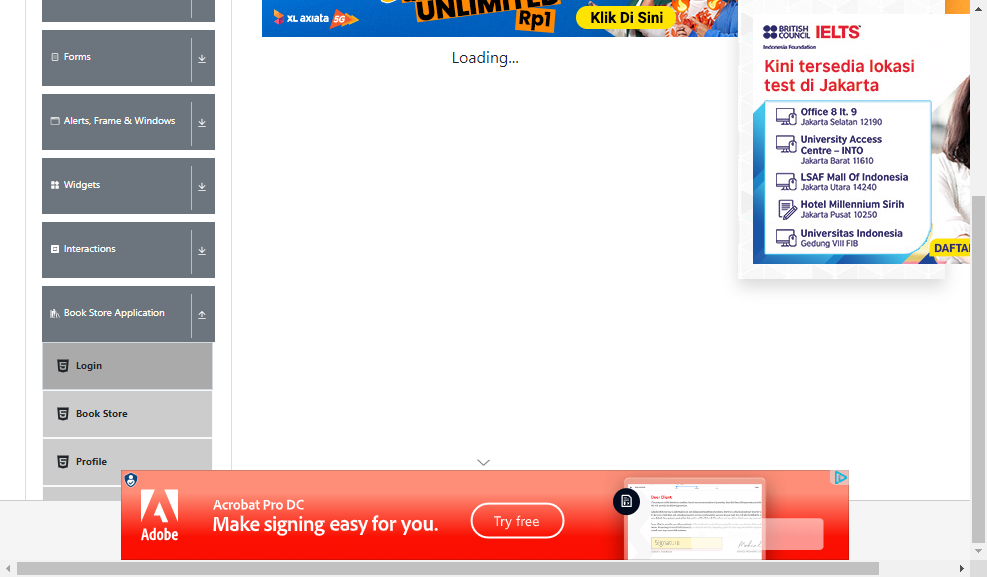 UNLIMITED
Rp1
XL AXIATA 5G
Klik Di Sini
Loading...
BRITISH COUNCIL IELTS
Indonesia Foundation
Kini tersedia lokasi
test di Jakarta
Office 8 lt. 9
Jakarta Selatan 12190
University Access
Centre – INTO
Jakarta Barat 11610
LSAF Mall Of Indonesia
Jakarta Utara 14240
Hotel Millennium Sirih
Jakarta Pusat 10250
Universitas Indonesia
Gedung VIII FIB
DAFTA
Forms
Alerts, Frame & Windows
Widgets
Interactions
Book Store Application
Login
Book Store
Profile
Adobe
Acrobat Pro DC
Make signing easy for you.
Try free
Dear Client
Signature